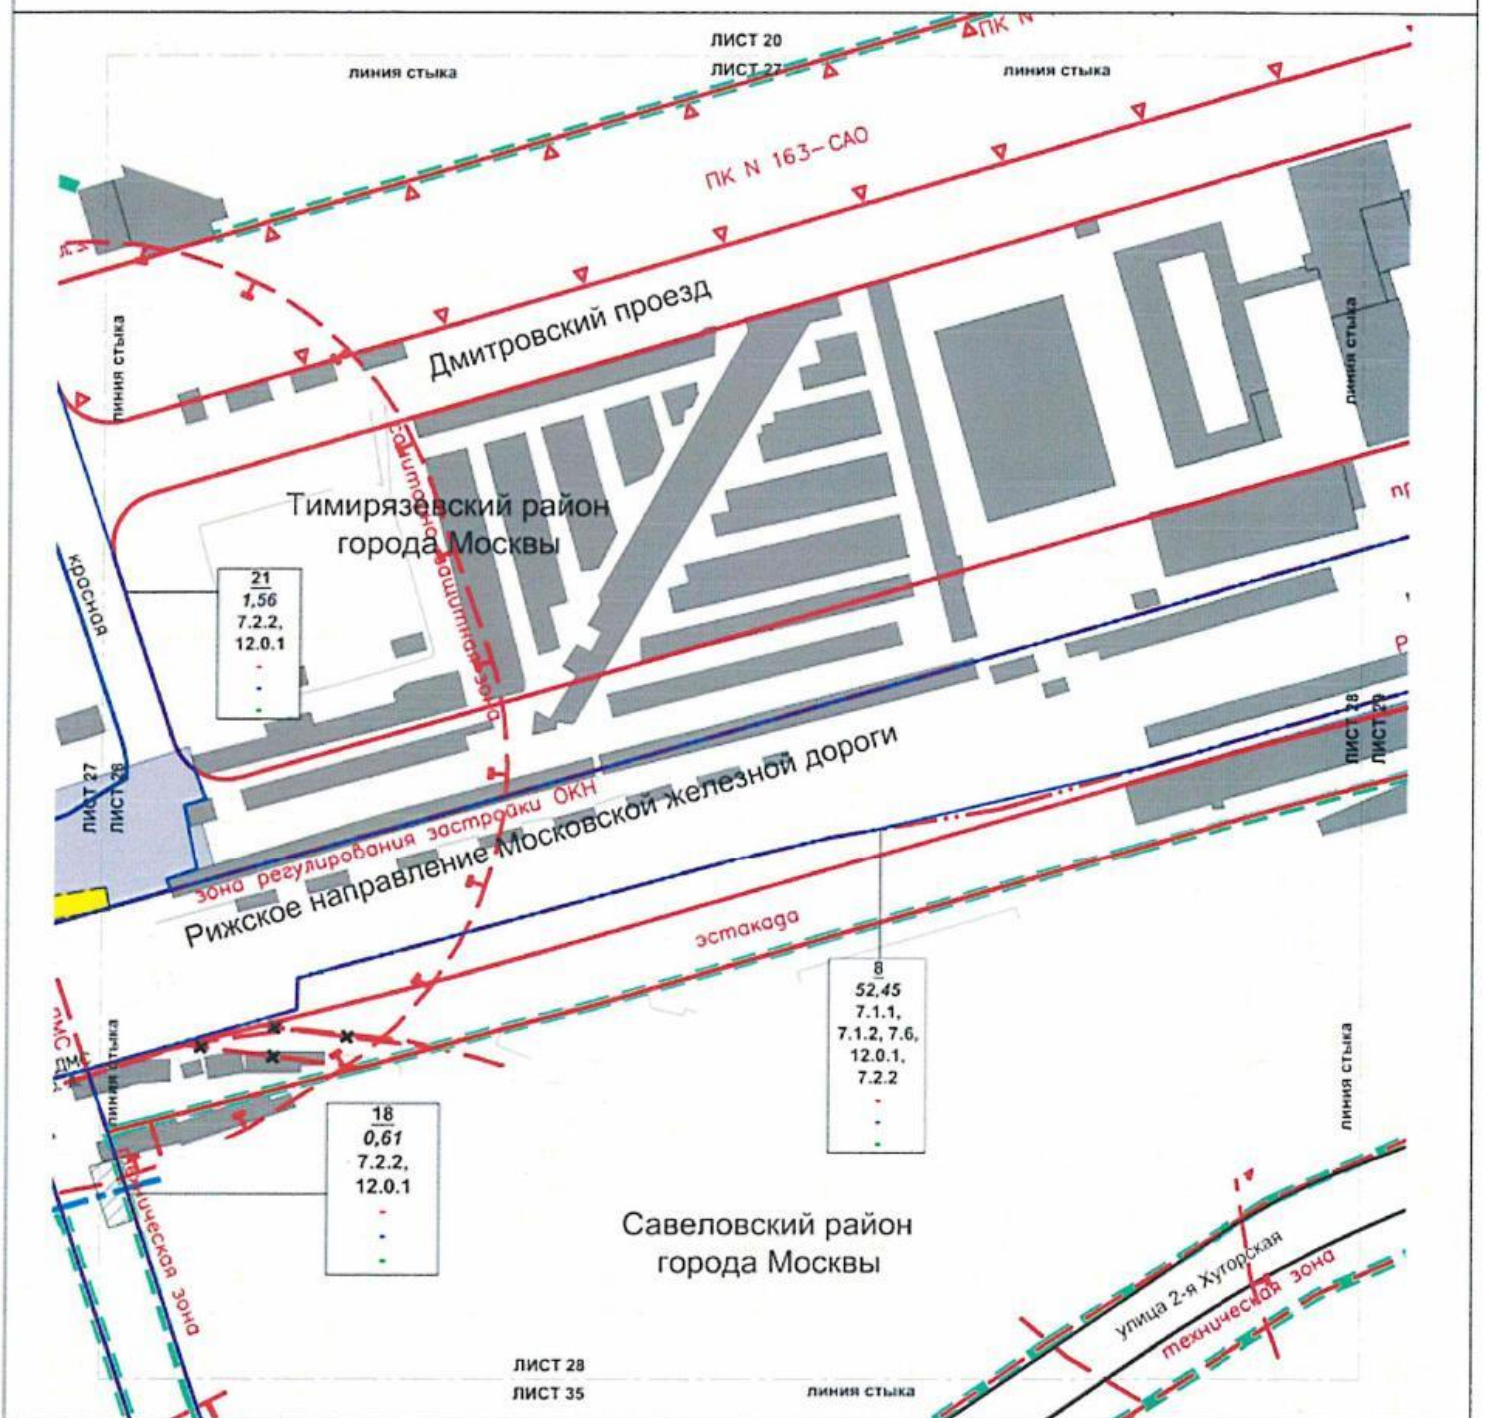 ЛИСТ 20
ПК N
линия стыка
ЛИСТ 27
линия стыка
ПК N 163-САО
линия стыка
Дмитровский проезд
линия стыка
санитарно-защитная зона
Тимирязевский район
города Москвы
красная
21
1,56
7.2.2,
12.0.1
ЛИСТ 27
ЛИСТ 28
ЛИСТ 28
ЛИСТ 29
зона регулирования застройки ОКН
Рижское направление Московской железной дороги
эстакада
8
52,45
7.1.1,
7.1.2, 7.6,
12.0.1,
7.2.2
линия стыка
линия стыка
18
0,61
7.2.2,
12.0.1
техническая зона
Савеловский район
города Москвы
улица 2-я Хуторская
техническая зона
ЛИСТ 28
ЛИСТ 35
линия стыка